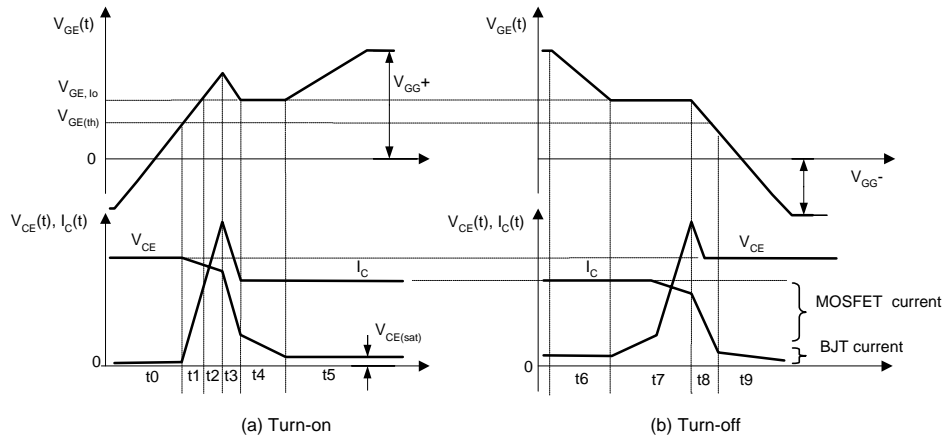 V_GE(t)
V_GE, Io
V_GE(th)
0
V_GG+
V_CE(t), I_C(t)
V_CE
I_C
V_CE(sat)
0
t0 t1 t2 t3 t4 t5
(a) Turn-on
V_GE(t)
V_GG-
V_CE(t), I_C(t)
V_CE
I_C
MOSFET current
BJT current
0
t6 t7 t8 t9
(b) Turn-off